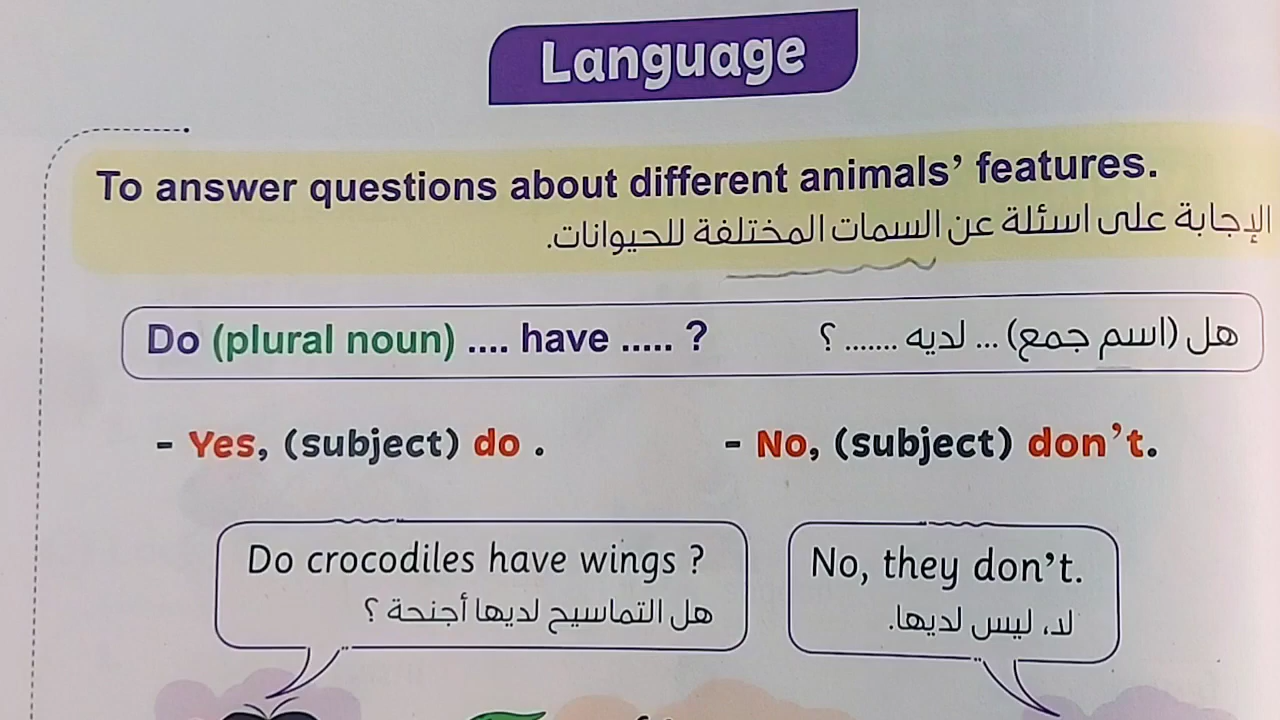 Language
To answer questions about different animals’ features.
الإجابة على اسئلة عن السمات المختلفة للحيوانات.
Do (plural noun) .... have ..... ?
هل (اسم جمع) ... لديه ....... ؟
- Yes, (subject) do .
- No, (subject) don’t.
Do crocodiles have wings ?
هل التماسيح لديها أجنحة ؟
No, they don’t.
لا، ليس لديها.